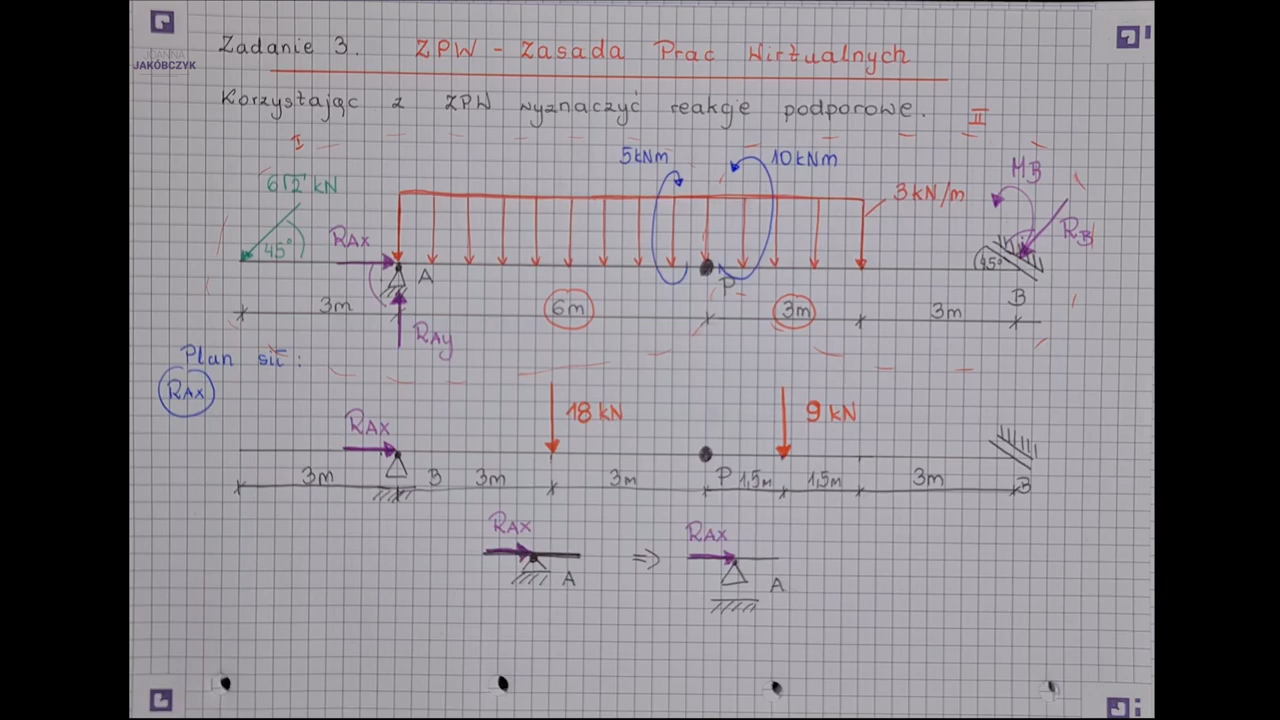 JOANNA
JAKÓBCZYK
Zadanie 3. ZPW - Zasada Prac Wirtualnych
Korzystając z ZPW wyznaczyć reakcje podporowe.
I
II
5kNm
10kNm
MB
6√2 kN
3kN/m
45°
RAX
RB
45°
A
P
B
3m
6m
3m
3m
RAY
Plan sił:
RAX
18 kN
9 kN
RAX
3m
B
3m
3m
P
1,5m
1,5m
3m
B
RAX
RAX
A
=>
A